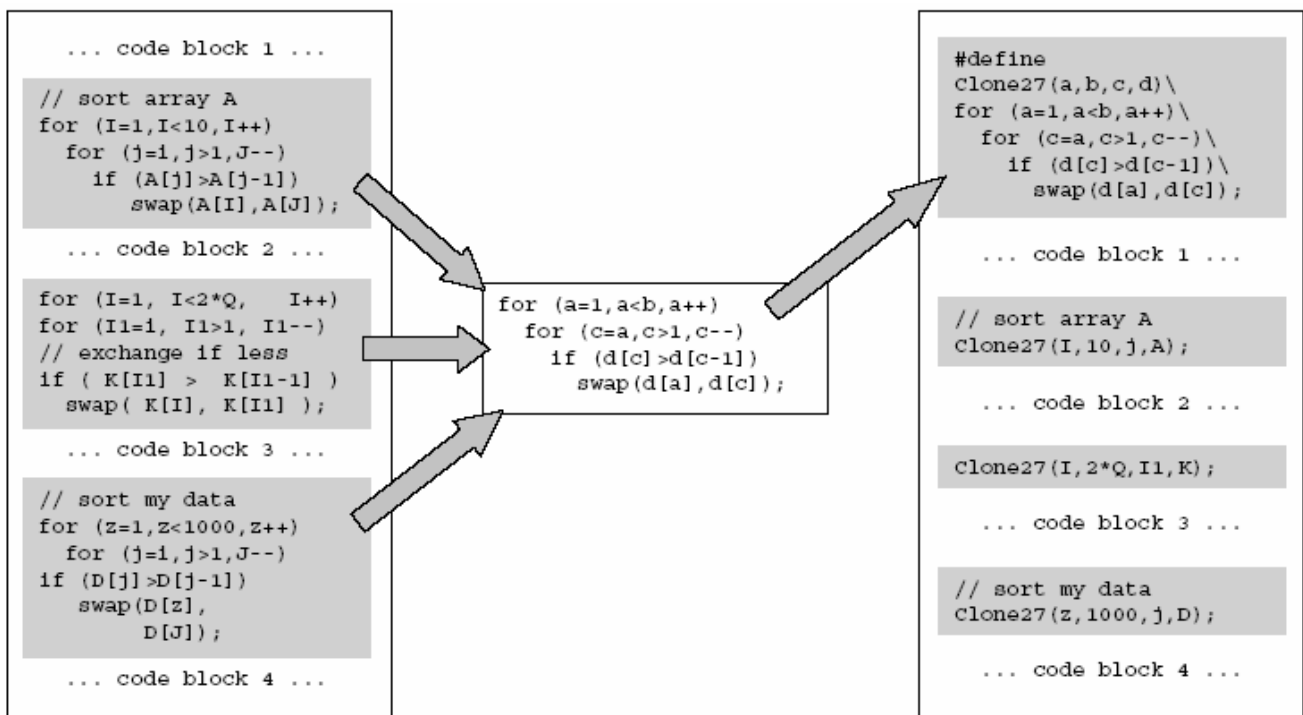 ... code block 1 ...
// sort array A
for (I=1,I<10,I++)
for (j=i,j>1,J--)
if (A[j]>A[j-1])
swap(A[I],A[J]);
... code block 2 ...
for (I=1, I<2*Q,   I++)
for (I1=i, I1>1, I1--)
// exchange if less
if ( K[I1] >  K[I1-1] )
swap( K[I], K[I1] );
... code block 3 ...
// sort my data
for (z=1,z<1000,z++)
for (j=i,j>1,J--)
if (D[j]>D[j-1])
swap(D[z],
D[J]);
... code block 4 ...
for (a=1,a<b,a++)
for (c=a,c>1,c--)
if (d[c]>d[c-1])
swap(d[a],d[c]);
#define
Clone27(a,b,c,d)\
for (a=1,a<b,a++)\
for (c=a,c>1,c--)\
if (d[c]>d[c-1])\
swap(d[a],d[c]);
... code block 1 ...
// sort array A
Clone27(I,10,j,A);
... code block 2 ...
Clone27(I,2*Q,I1,K);
... code block 3 ...
// sort my data
Clone27(z,1000,j,D);
... code block 4 ...